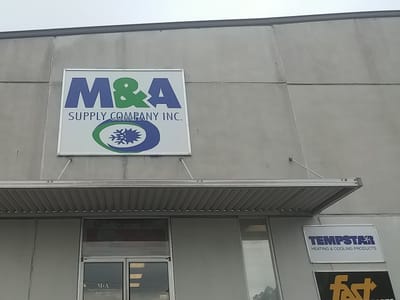 M&A
SUPPLY COMPANY INC.
TEMPSTAR
HEATING & COOLING PRODUCTS
fast
M&A